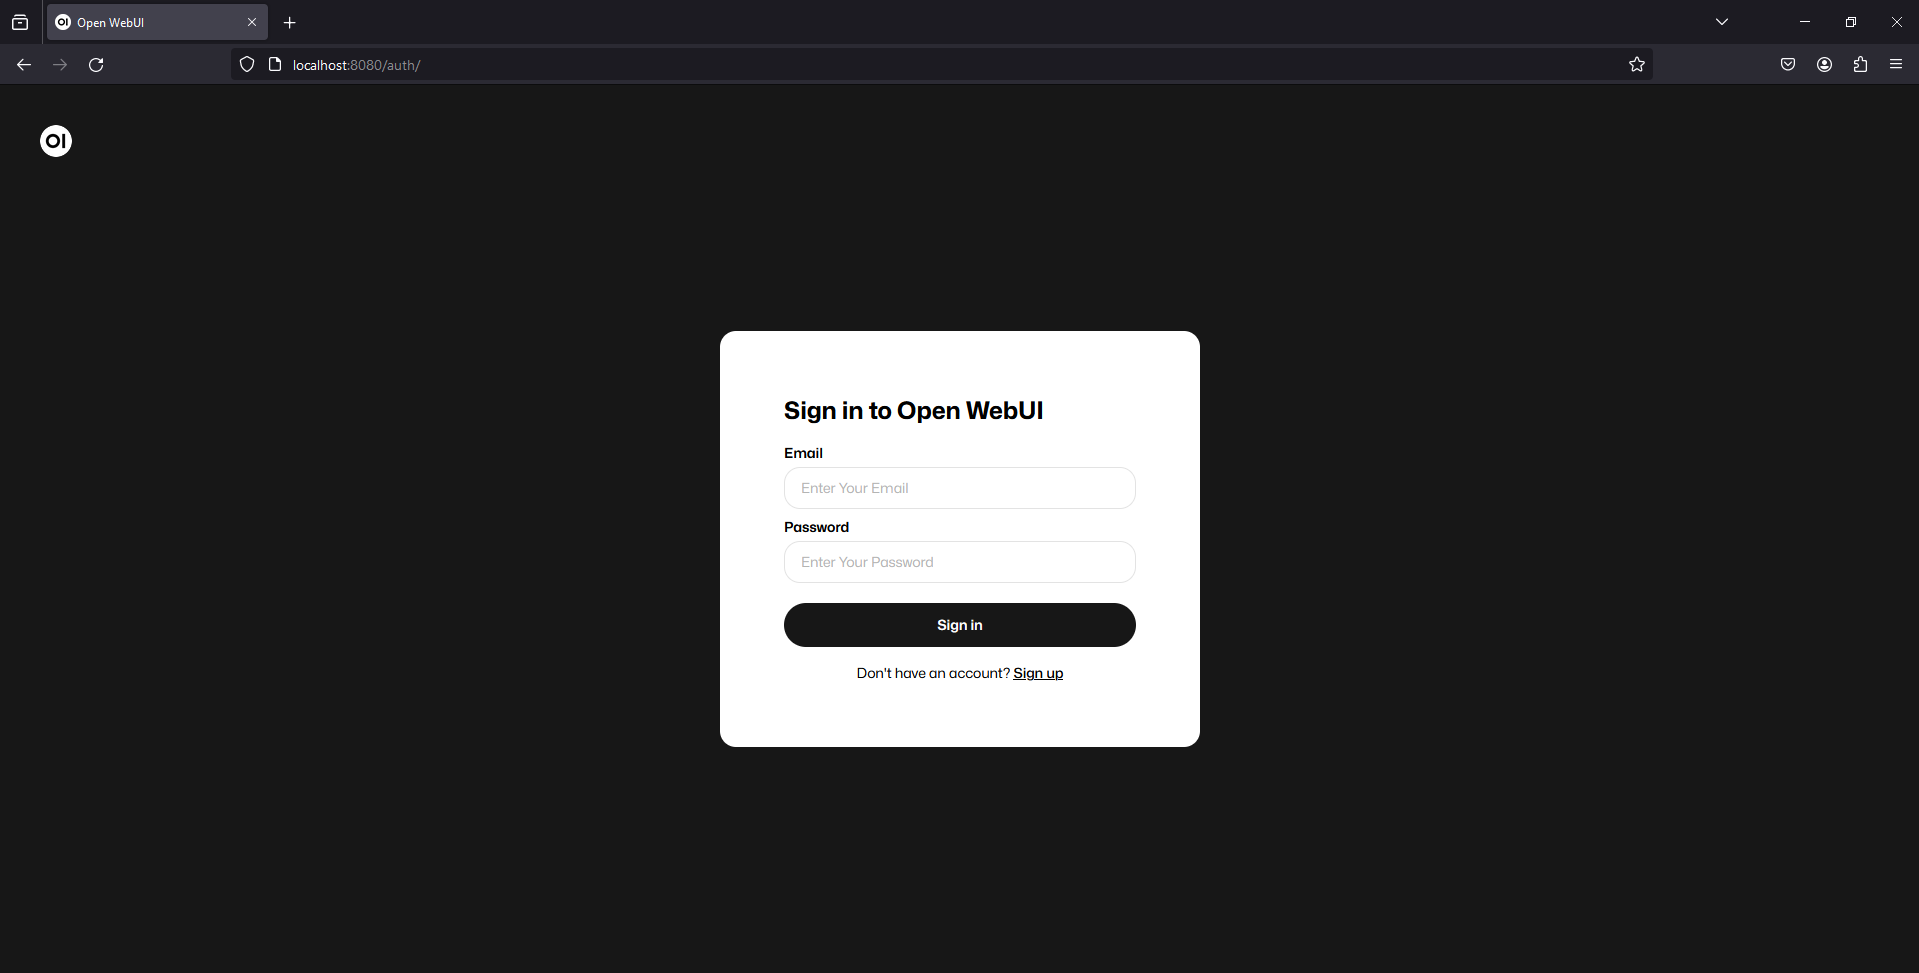 Open WebUI
localhost:8080/auth/
OI
Sign in to Open WebUI
Email
Enter Your Email
Password
Enter Your Password
Sign in
Don't have an account? Sign up